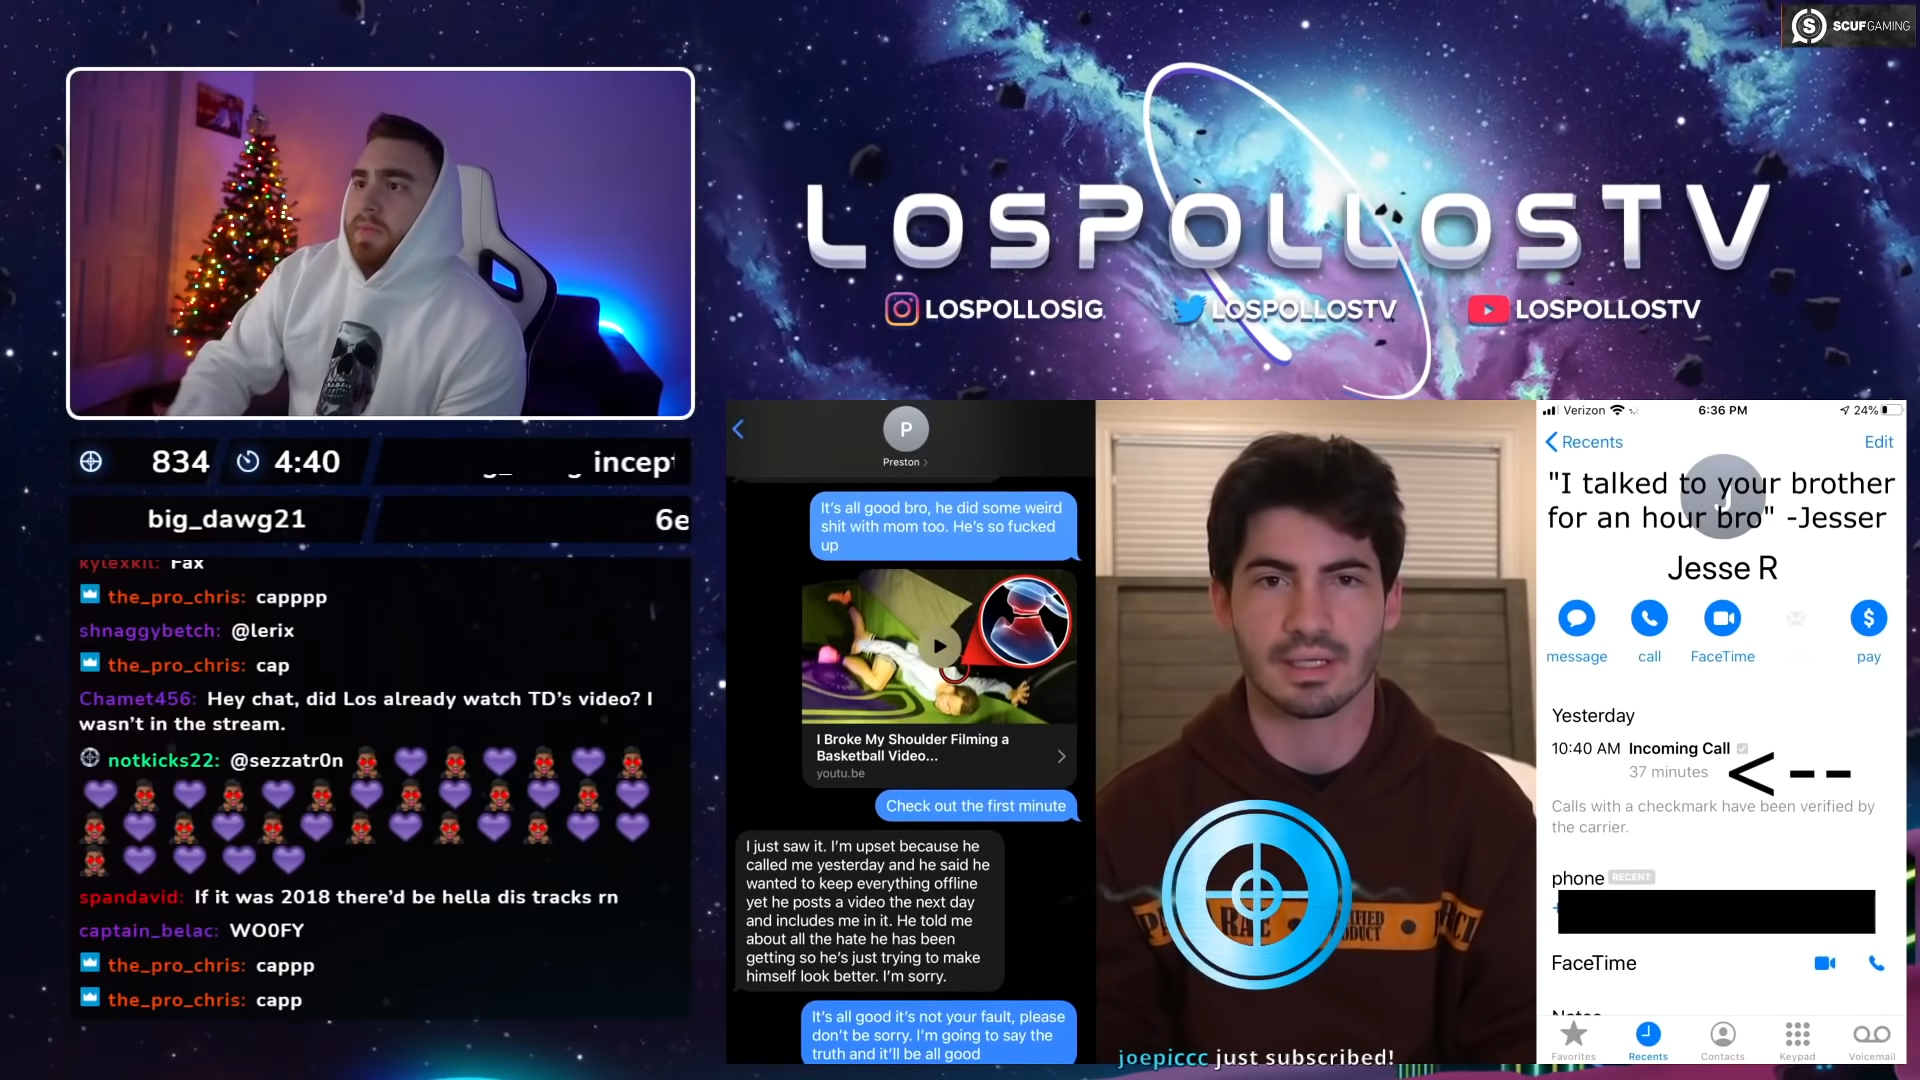 SCUFGAMING
LOSPOLLOSTV
LOSPOLLOSIG
LOSPOLLOSTV
LOSPOLLOSTV
834
4:40
big_dawg21
kylexkit: Fax
the_pro_chris: capppp
shnaggybetch: @lerix
the_pro_chris: cap
Chamet456: Hey chat, did Los already watch TD's video? I
wasn't in the stream.
notkicks22: @sezzatr0n
spandavid: If it was 2018 there'd be hella dis tracks rn
captain_belac: WO0FY
the_pro_chris: cappp
the_pro_chris: capp
P
Preston
It's all good bro, he did some weird
shit with mom too. He's so fucked
up
I Broke My Shoulder Filming a
Basketball Video...
youtu.be
Check out the first minute
I just saw it. I'm upset because he
called me yesterday and he said he
wanted to keep everything offline
yet he posts a video the next day
and includes me in it. He told me
about all the hate he has been
getting so he's just trying to make
himself look better. I'm sorry.
It's all good it's not your fault, please
don't be sorry. I'm going to say the
truth and it'll be all good
joepiccc just subscribed!
Verizon
6:36 PM
24%
Recents
Edit
"I talked to your brother
for an hour bro" -Jesser
Jesse R
message
call
FaceTime
pay
Yesterday
10:40 AM Incoming Call
37 minutes
<--
Calls with a checkmark have been verified by
the carrier.
phone RECENT
FaceTime
Favorites
Recents
Contacts
Keypad
Voicemail